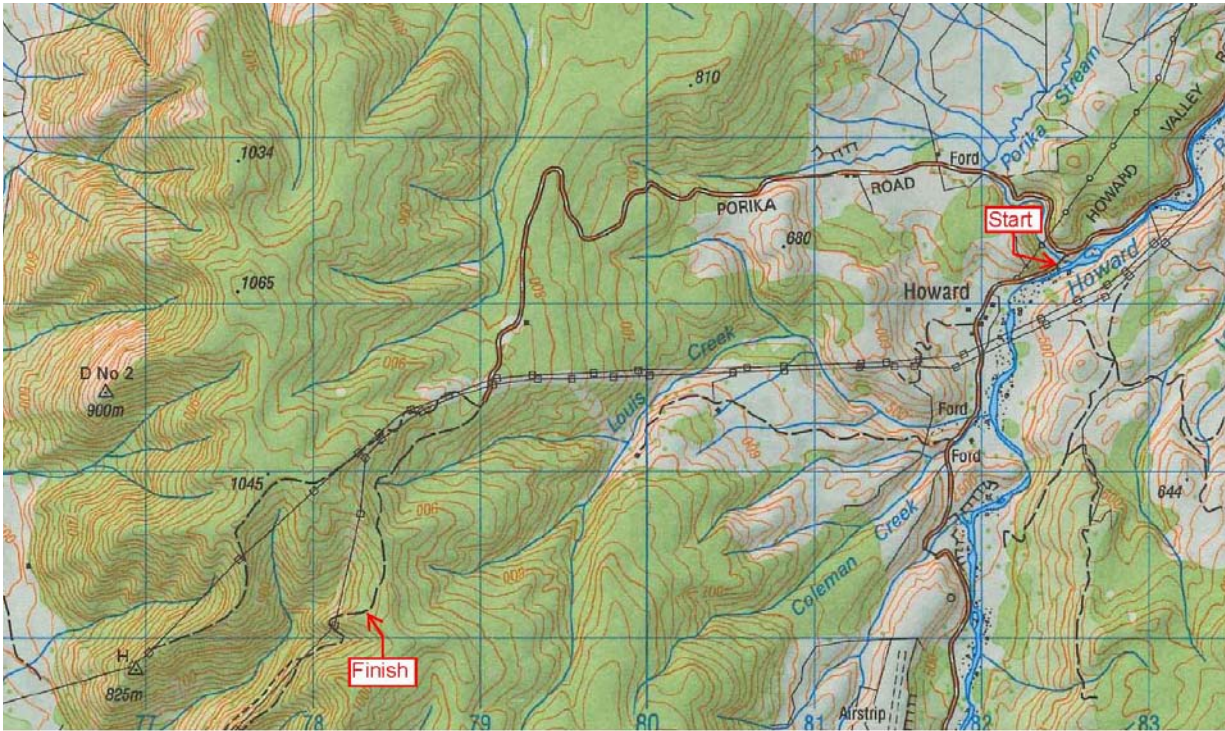 810
Stream
Porika
VALLEY
HOWARD
1034
Ford
ROAD
PORIKA
Start
680
Howard
Howard
1065
D No 2
900m
Creek
Louis
Ford
Ford
1045
644
Creek
Coleman
Finish
H
825m
Airstrip
77
78
79
80
81
82
83